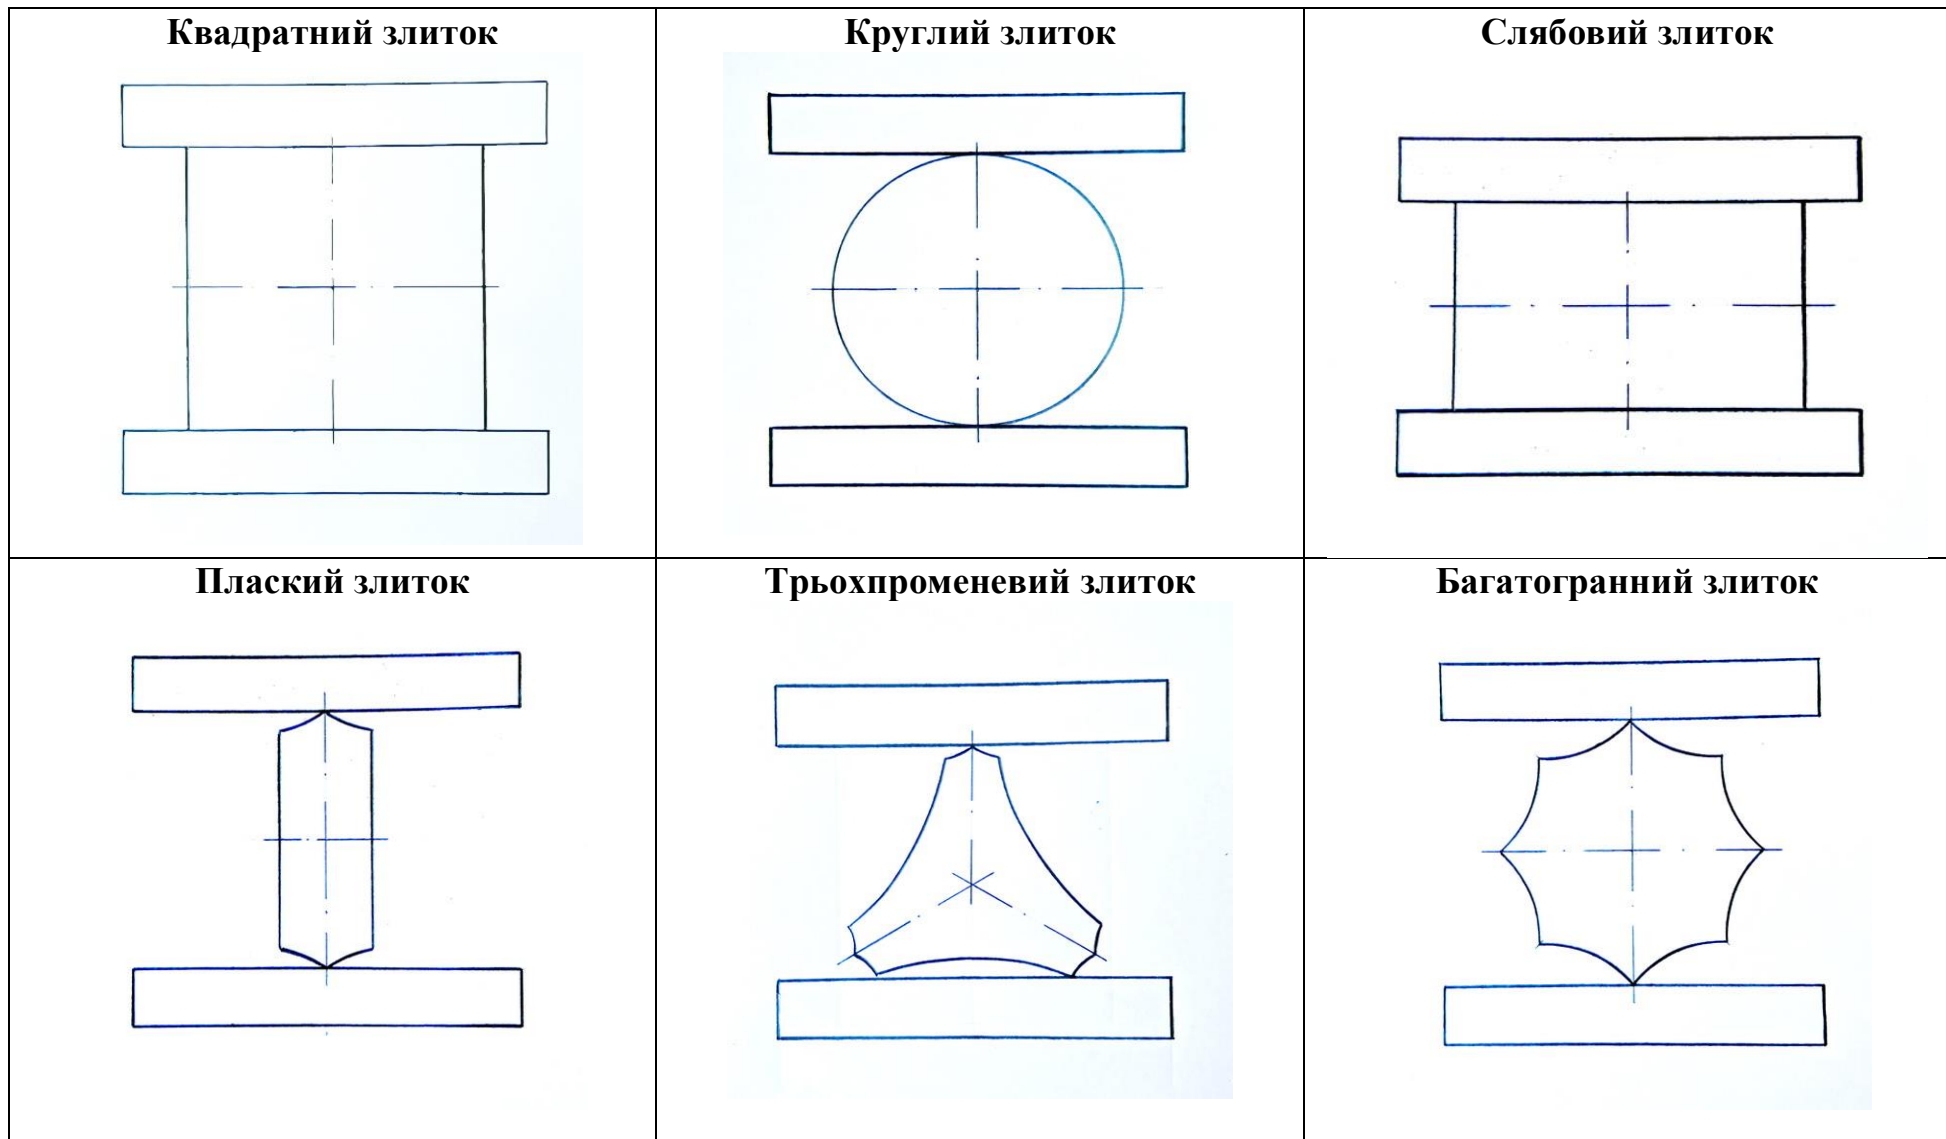 Квадратний злиток
Круглий злиток
Слябовий злиток
Плаский злиток
Трьохпроменевий злиток
Багатогранний злиток